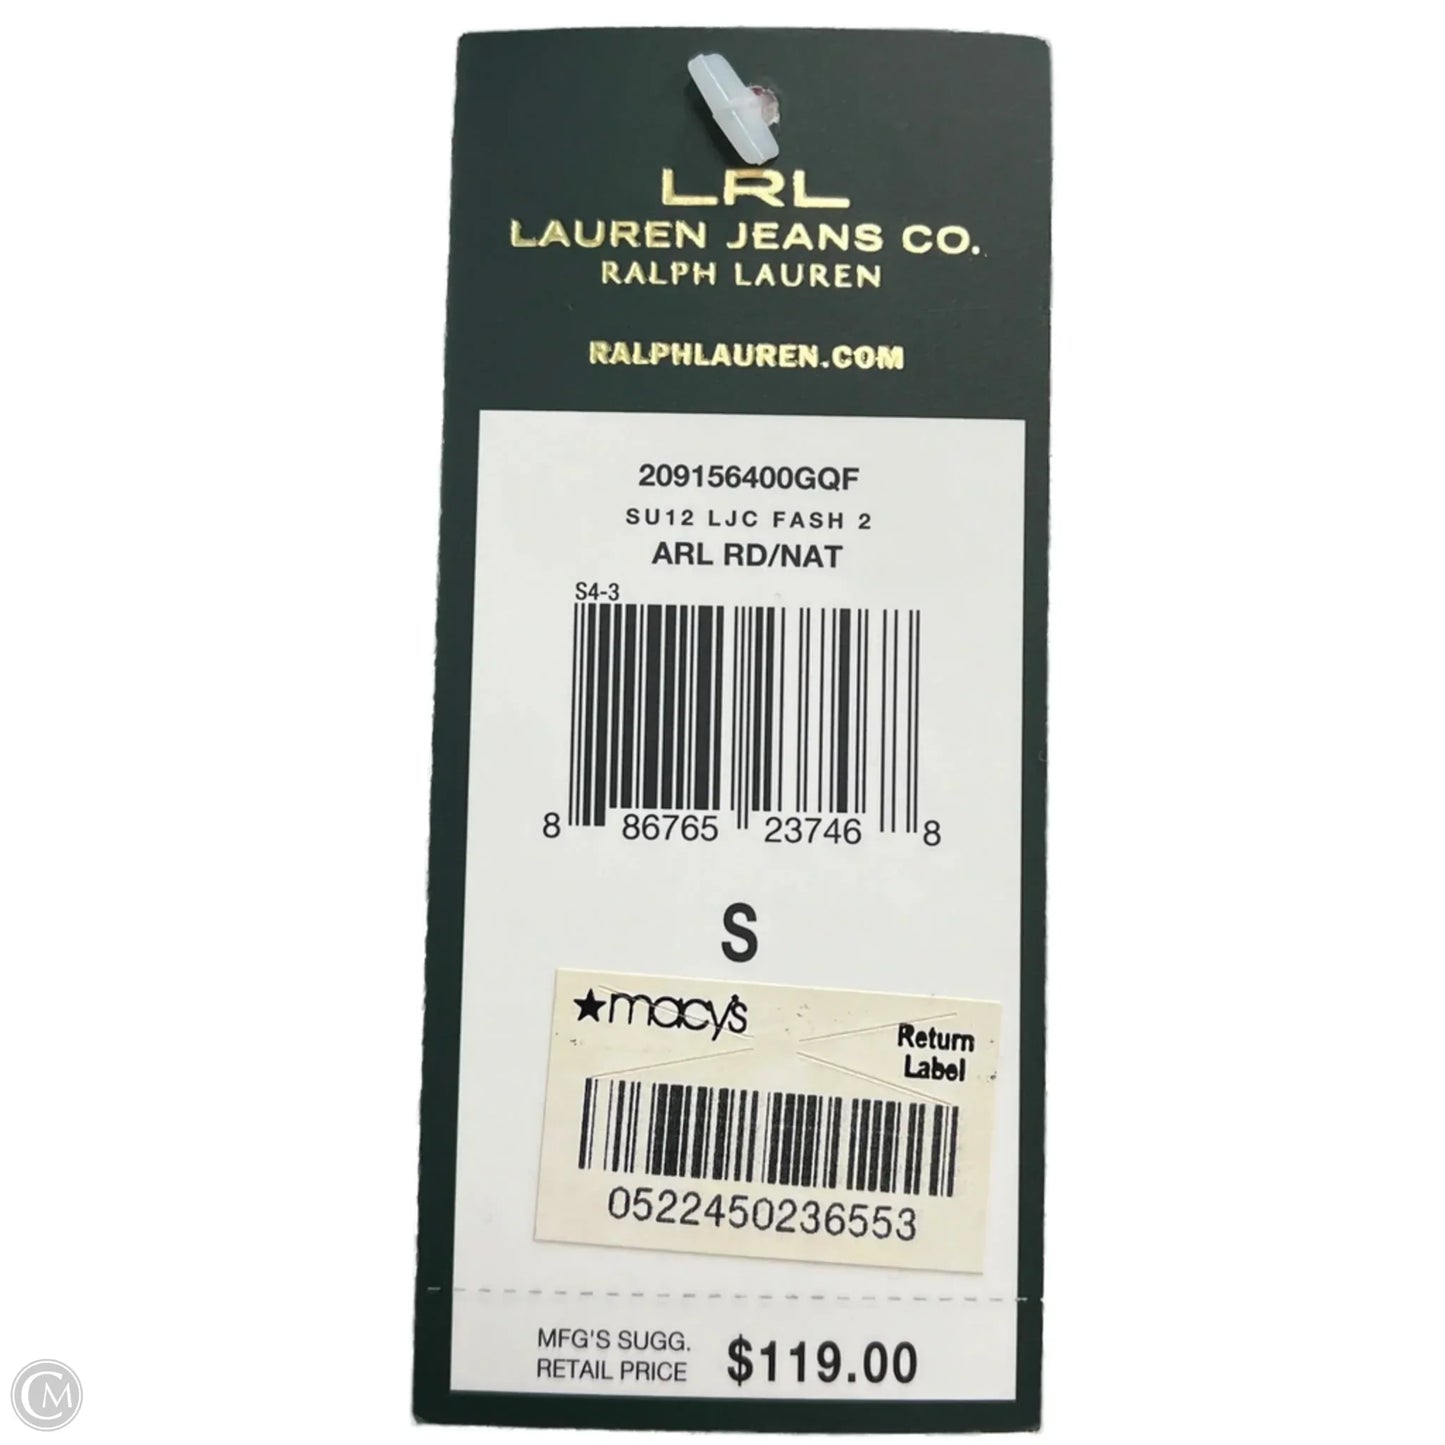 LRL
LAUREN JEANS CO.
RALPH LAUREN
RALPHLAUREN.COM
209156400GQF
SU12 LJC FASH 2
ARL RD/NAT
S4-3
8 86765 23746 8
S
★macy's
Return
Label
0522450236553
MFG'S SUGG.
RETAIL PRICE $119.00
CM